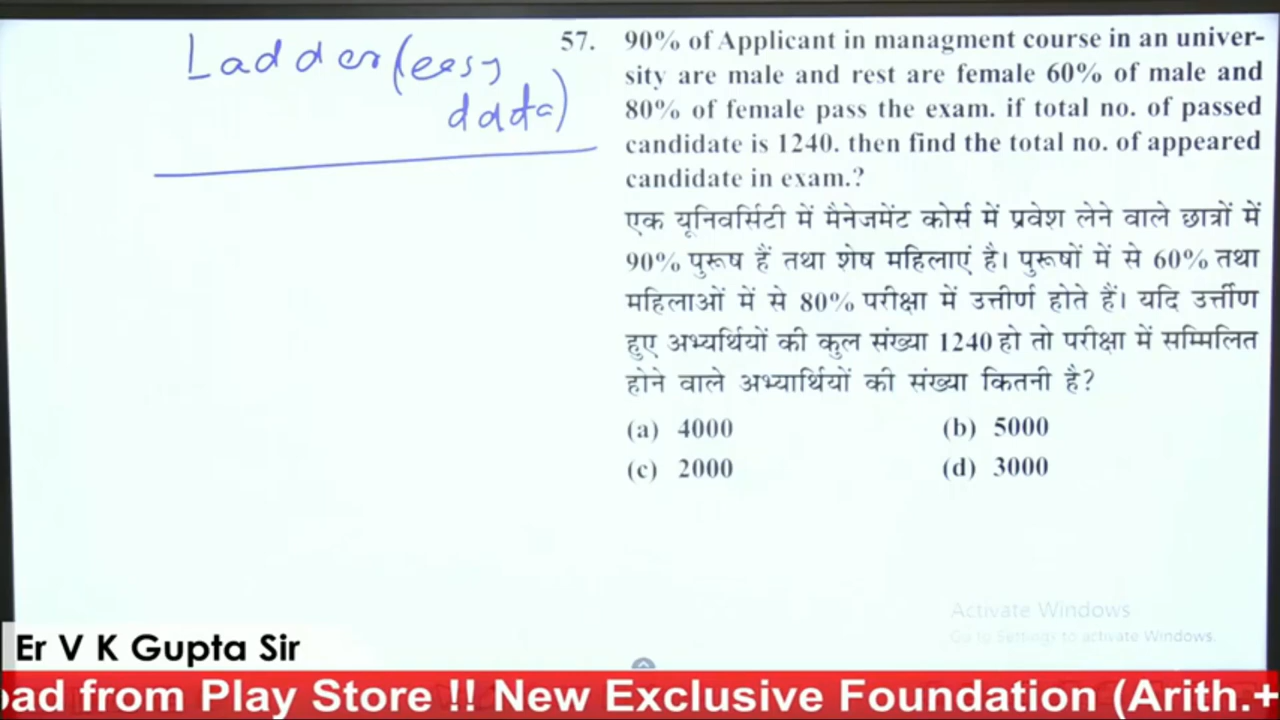 Ladder (easy
data)
57. 90% of Applicant in managment course in an univer-
sity are male and rest are female 60% of male and
80% of female pass the exam. if total no. of passed
candidate is 1240. then find the total no. of appeared
candidate in exam.?
एक यूनिवर्सिटी में मैनेजमेंट कोर्स में प्रवेश लेने वाले छात्रों में
90% पुरूष हैं तथा शेष महिलाएं है। पुरूषों में से 60% तथा
महिलाओं में से 80% परीक्षा में उत्तीर्ण होते हैं। यदि उर्त्तीण
हुए अभ्यर्थियों की कुल संख्या 1240 हो तो परीक्षा में सम्मिलित
होने वाले अभ्यार्थियों की संख्या कितनी है?
(a) 4000 (b) 5000
(c) 2000 (d) 3000
Activate Windows
Go to Settings to activate Windows.
Er V K Gupta Sir
oad from Play Store !! New Exclusive Foundation (Arith.+